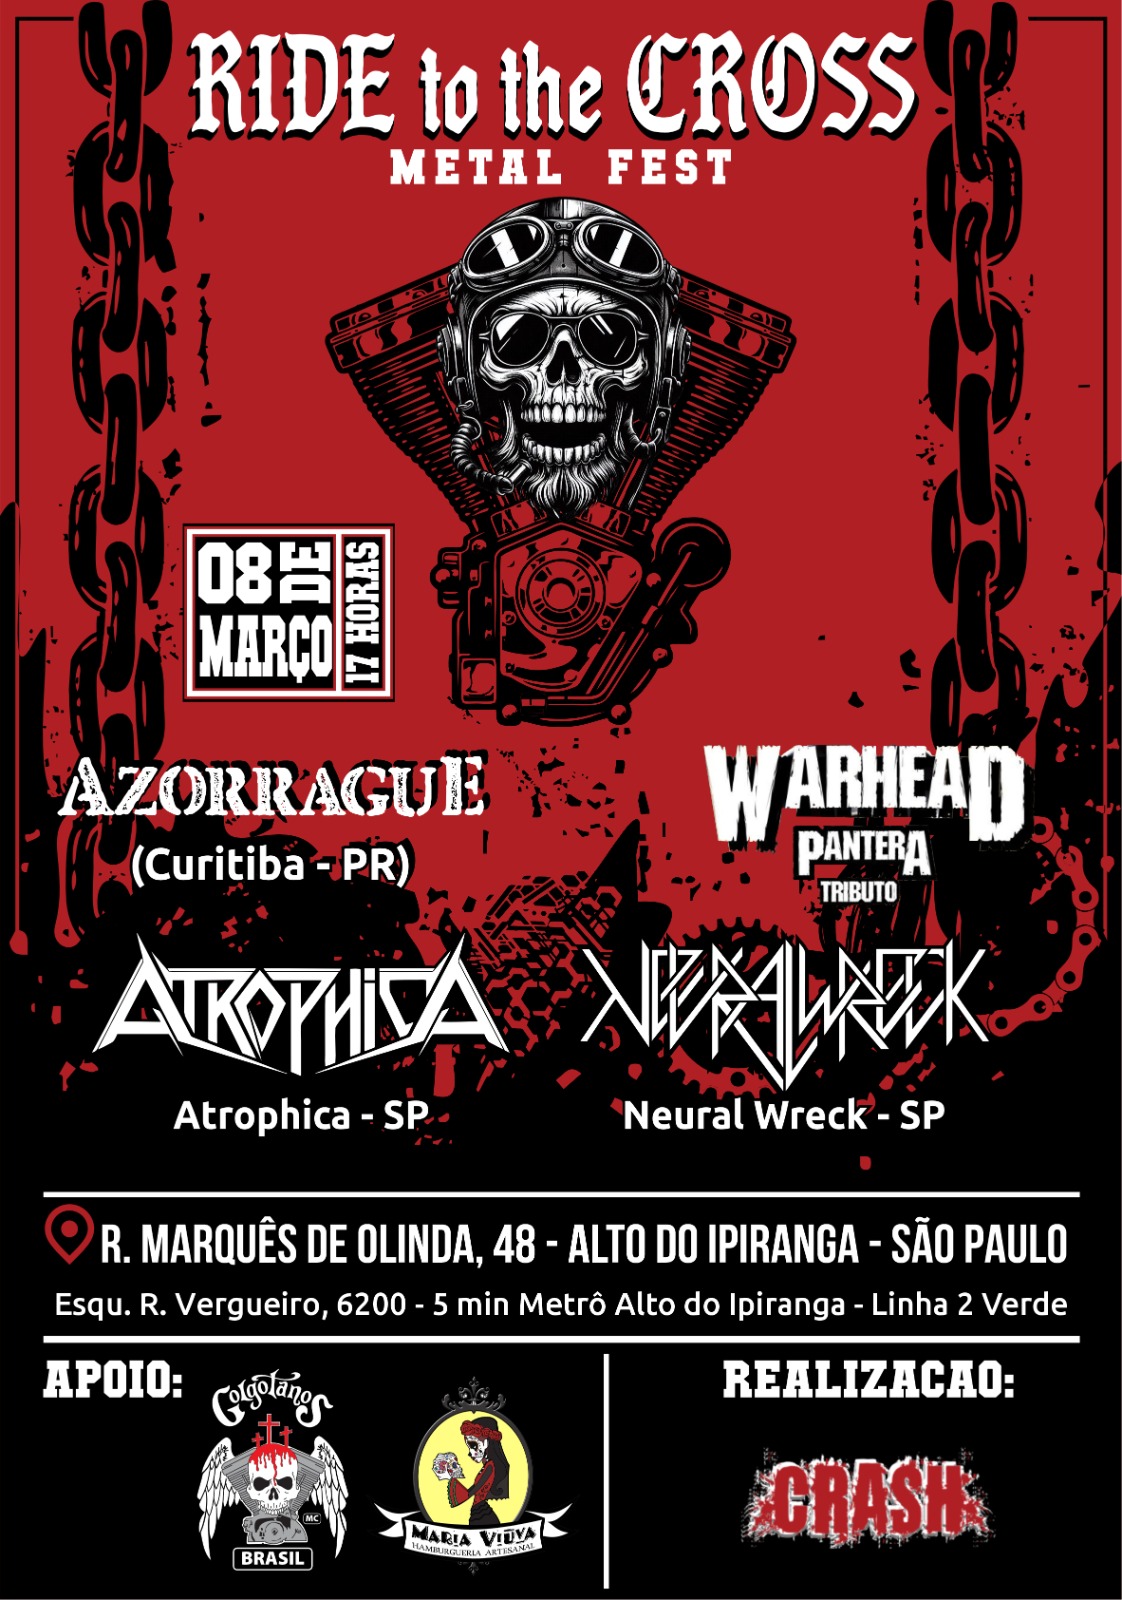 RIDE to the CROSS
METAL FEST
08 DE
MARÇO
17 HORAS
AZORRAGUE
(Curitiba - PR)
WARHEAD
PANTERA
TRIBUTO
ATROPHICA
NEURAL WRECK
Atrophica - SP
Neural Wreck - SP
R. MARQUÊS DE OLINDA, 48 - ALTO DO IPIRANGA - SÃO PAULO
Esqu. R. Vergueiro, 6200 - 5 min Metrô Alto do Ipiranga - Linha 2 Verde
APOIO:
Golgotanos
MC
BRASIL
MARIA VIÚVA
HAMBURGUERIA ARTESANAL
REALIZACAO:
CRASH